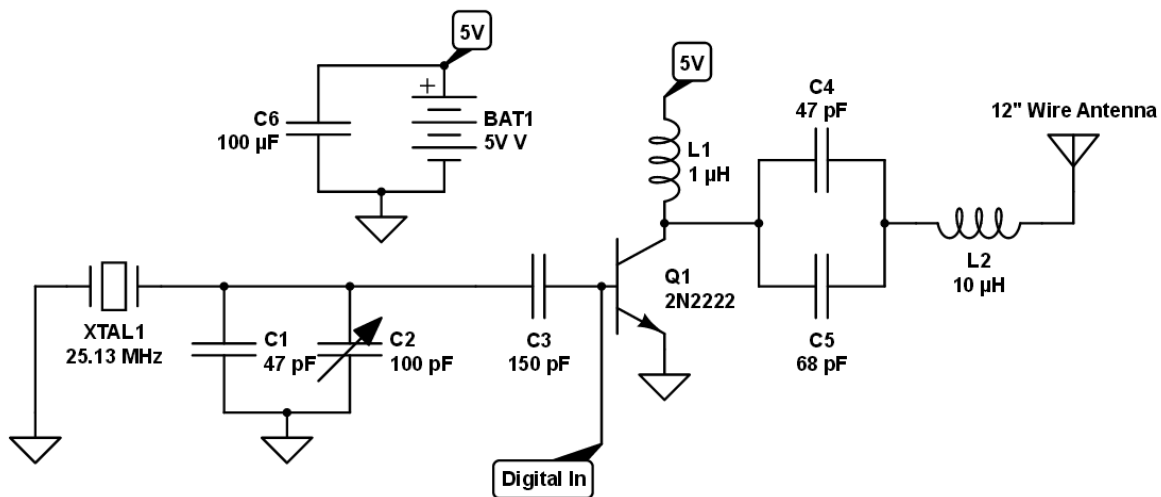 5V
+
C6
100 µF
BAT1
5V V
5V
L1
1 µH
C4
47 pF
12" Wire Antenna
L2
10 µH
XTAL1
25.13 MHz
C1
47 pF
C2
100 pF
C3
150 pF
Q1
2N2222
C5
68 pF
Digital In